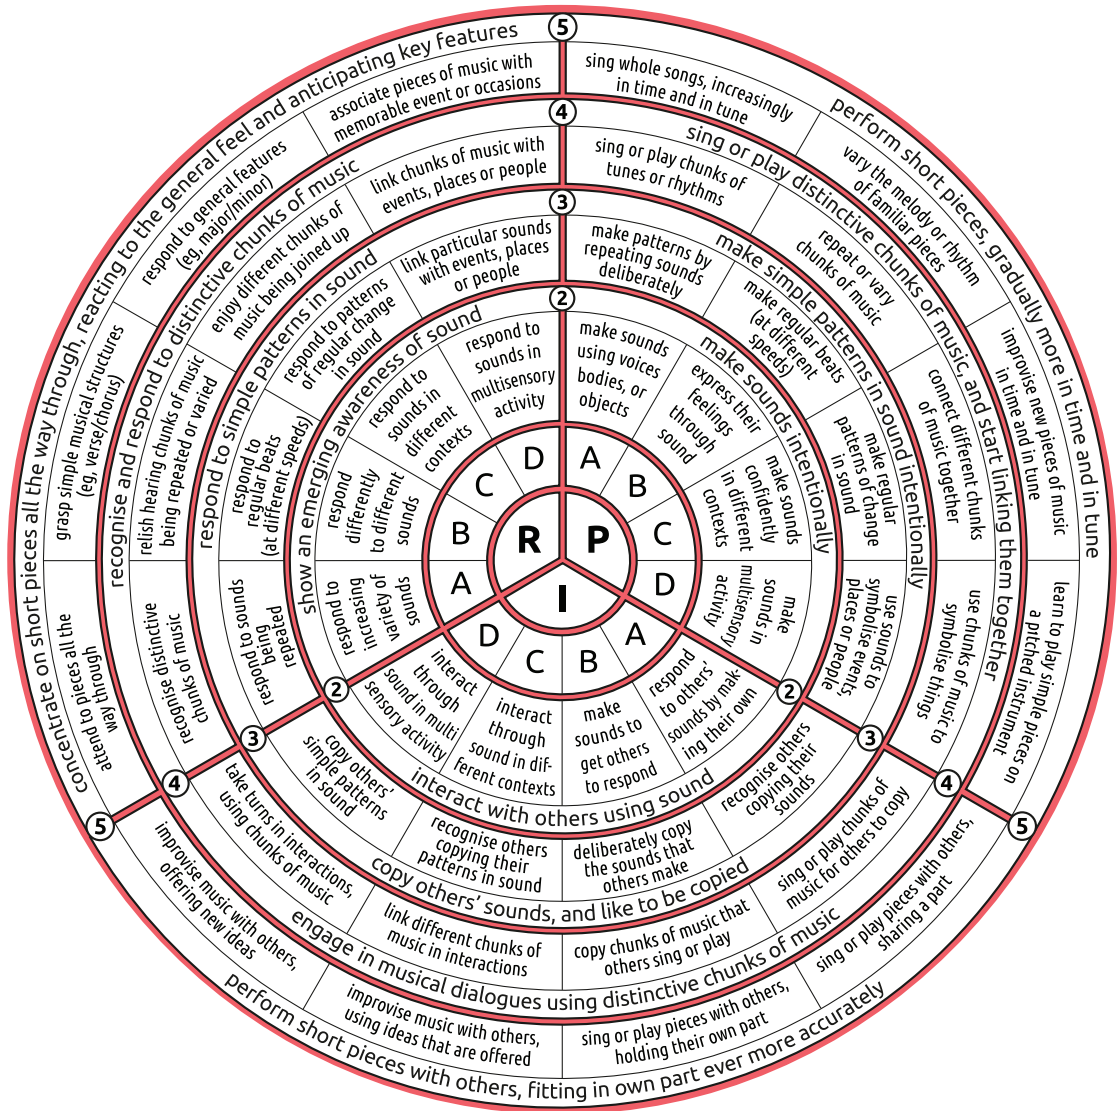 R
P
I
A
B
C
D
A
B
C
D
A
B
C
D
2
2
2
3
3
3
4
4
4
5
5
5
show an emerging awareness of sound
respond to
increasing
variety of
sound
respond
differently
to different
sounds
respond to
sounds in
different
contexts
respond to
sounds in
multisensory
activity
make sounds intentionally
make sounds
using voices
bodies, or
objects
express their
feelings
through
sound
make sounds
confidently
in different
contexts
make
sounds in
multisensory
activity
interact with others using sound
respond
to others’
sounds by mak-
ing their own
make
sounds to
get others
to respond
interact
through
sound in dif-
ferent contexts
interact
through
sound in multi
sensory activity
respond to simple patterns in sound
respond to sounds
being
repeated
respond to
regular beats
(at different speeds)
respond to patterns
of regular change
in sound
link particular sounds
with events, places
or people
make simple patterns in sound intentionally
make patterns by
repeating sounds
deliberately
make regular beats
(at different
speeds)
make regular
patterns of change
in sound
use sounds to
symbolise events,
places or people
copy others’ sounds, and like to be copied
recognise others
copying their
sounds
deliberately copy
the sounds that
others make
recognise others
copying their
patterns in sound
copy others’
simple patterns
in sound
recognise and respond to distinctive chunks of music
recognise distinctive
chunks of music
relish hearing chunks of music
being repeated or varied
enjoy different chunks of
music being joined up
link chunks of music with
events, places or people
sing or play distinctive chunks of music, and start linking them together
sing or play chunks of
tunes or rhythms
repeat or vary
chunks of music
connect different chunks
of music together
use chunks of music to
symbolise things
engage in musical dialogues using distinctive chunks of music
sing or play chunks of
music for others to copy
copy chunks of music that
others sing or play
link different chunks of
music in interactions
take turns in interactions,
using chunks of music
concentrate on short pieces all the way through, reacting to the general feel and anticipating key features
attend to pieces all the
way through
grasp simple musical structures
(eg, verse/chorus)
respond to general features
(eg, major/minor)
associate pieces of music with
memorable event or occasions
perform short pieces, gradually more in time and in tune
sing whole songs, increasingly
in time and in tune
vary the melody or rhythm
of familiar pieces
improvise new pieces of music
in time and in tune
learn to play simple pieces on
a pitched instrument
perform short pieces with others, fitting in own part ever more accurately
sing or play pieces with others,
sharing a part
sing or play pieces with others,
holding their own part
improvise music with others,
using ideas that are offered
improvise music with others,
offering new ideas